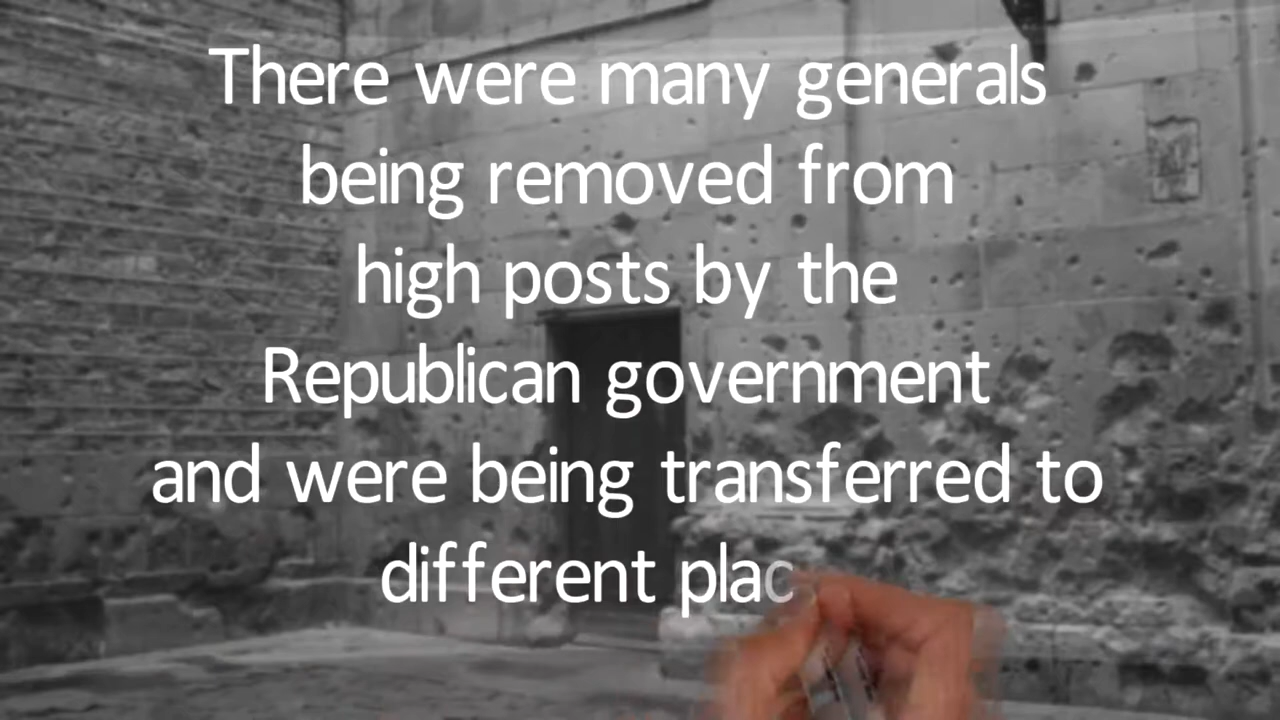 There were many generals
being removed from
high posts by the
Republican government
and were being transferred to
different plac